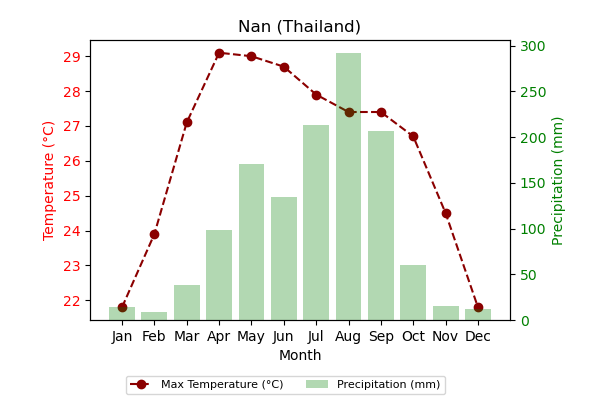 Nan (Thailand)
29
28
27
26
25
24
23
22
Temperature (°C)
300
250
200
150
100
50
0
Precipitation (mm)
Jan Feb Mar Apr May Jun Jul Aug Sep Oct Nov Dec
Month
Max Temperature (°C) Precipitation (mm)